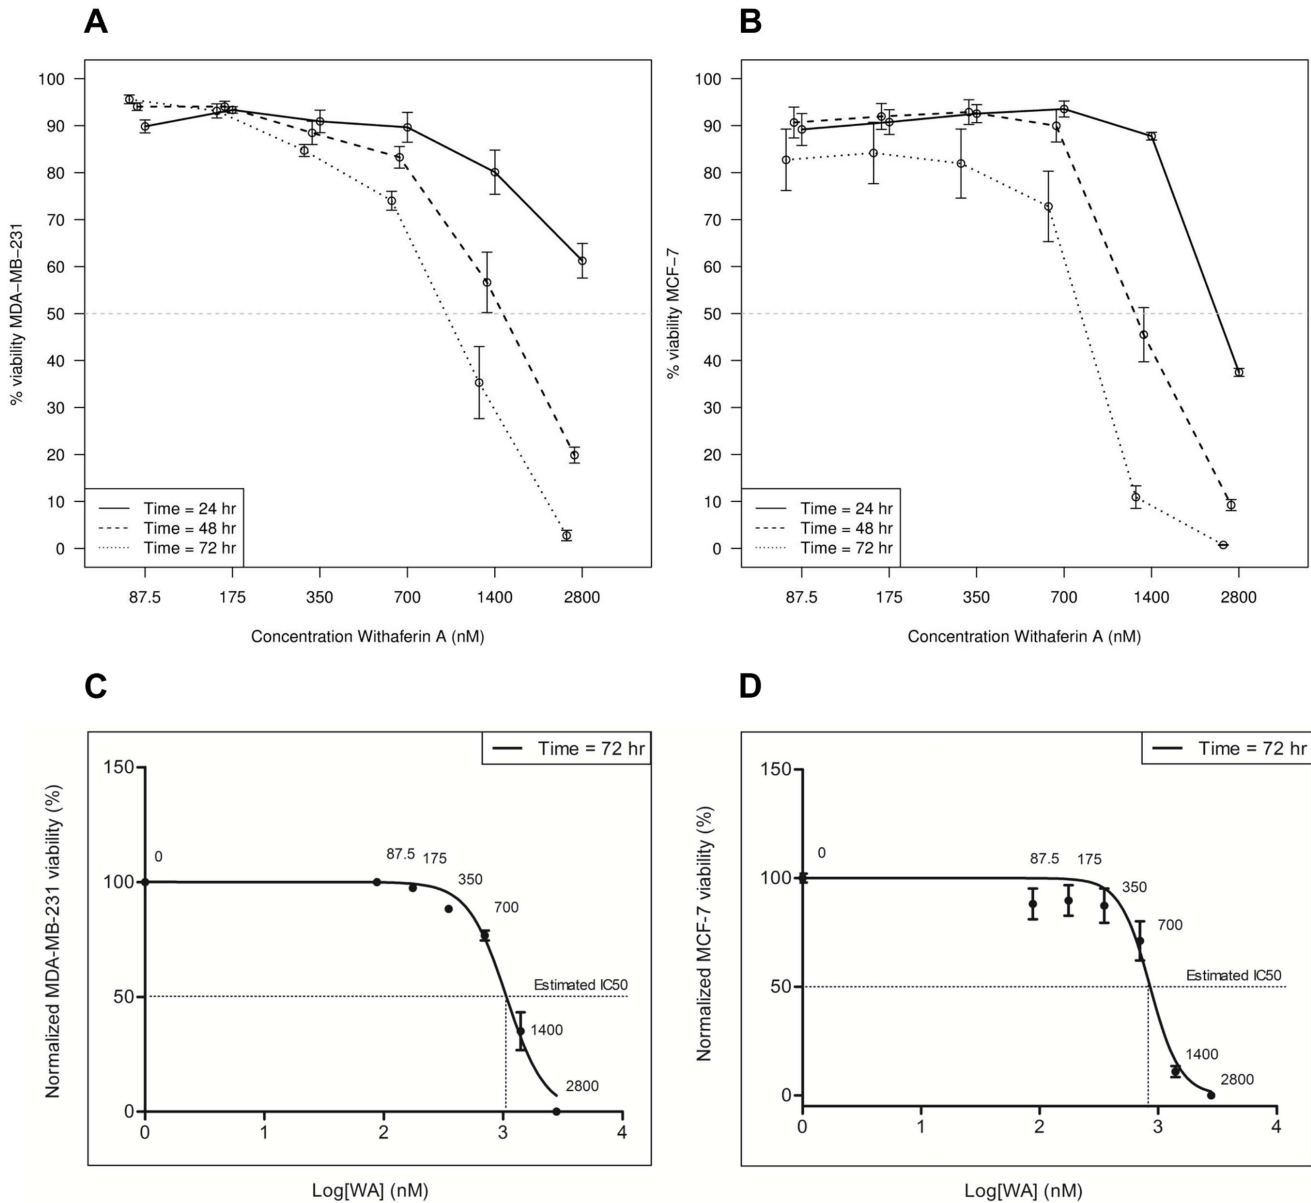 A
% viability MDA−MB−231
100
90
80
70
60
50
40
30
20
10
0
Time = 24 hr
Time = 48 hr
Time = 72 hr
87.5 175 350 700 1400 2800
Concentration Withaferin A (nM)
B
% viability MCF−7
100
90
80
70
60
50
40
30
20
10
0
Time = 24 hr
Time = 48 hr
Time = 72 hr
87.5 175 350 700 1400 2800
Concentration Withaferin A (nM)
C
Time = 72 hr
Normalized MDA-MB-231 viability (%)
150
100
50
0
0
87.5
175
350
700
Estimated IC50
1400
2800
0 1 2 3 4
Log[WA] (nM)
D
Time = 72 hr
Normalized MCF-7 viability (%)
150
100
50
0
0
87.5
175
350
700
Estimated IC50
1400
2800
0 1 2 3 4
Log[WA] (nM)